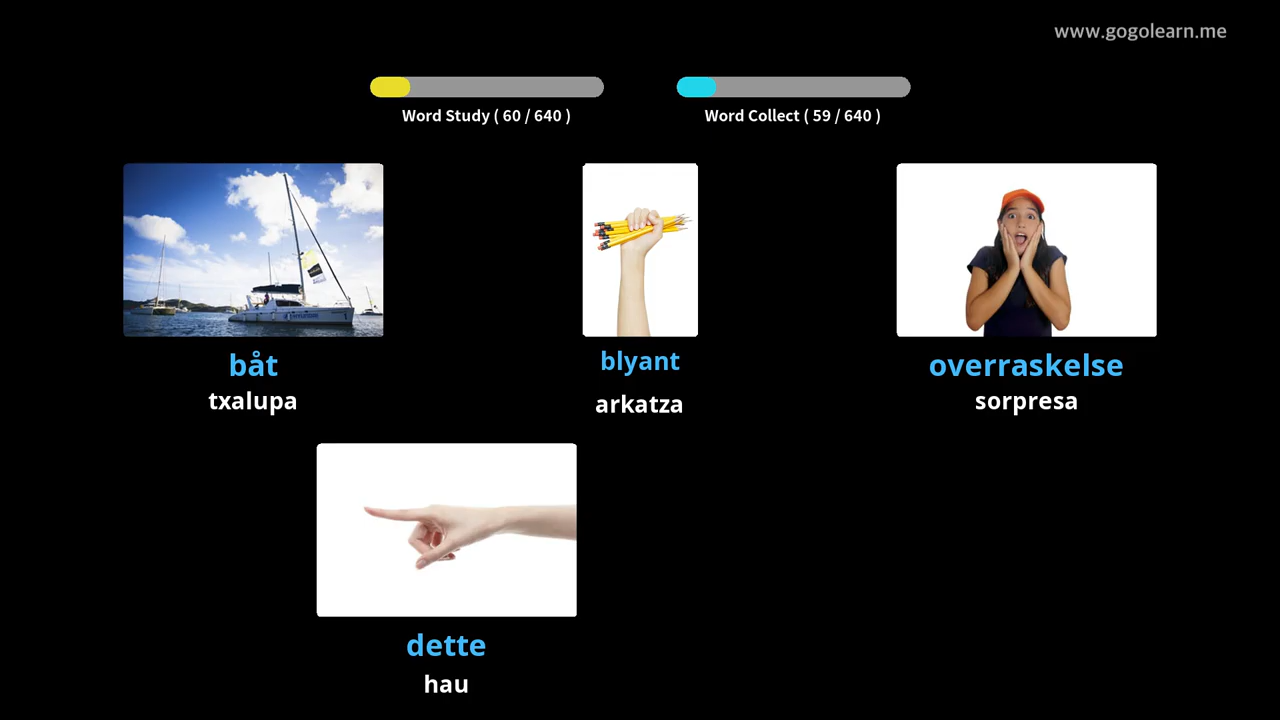 www.gogolearn.me
Word Study ( 60 / 640 )
Word Collect ( 59 / 640 )
båt
txalupa
blyant
arkatza
overraskelse
sorpresa
dette
hau